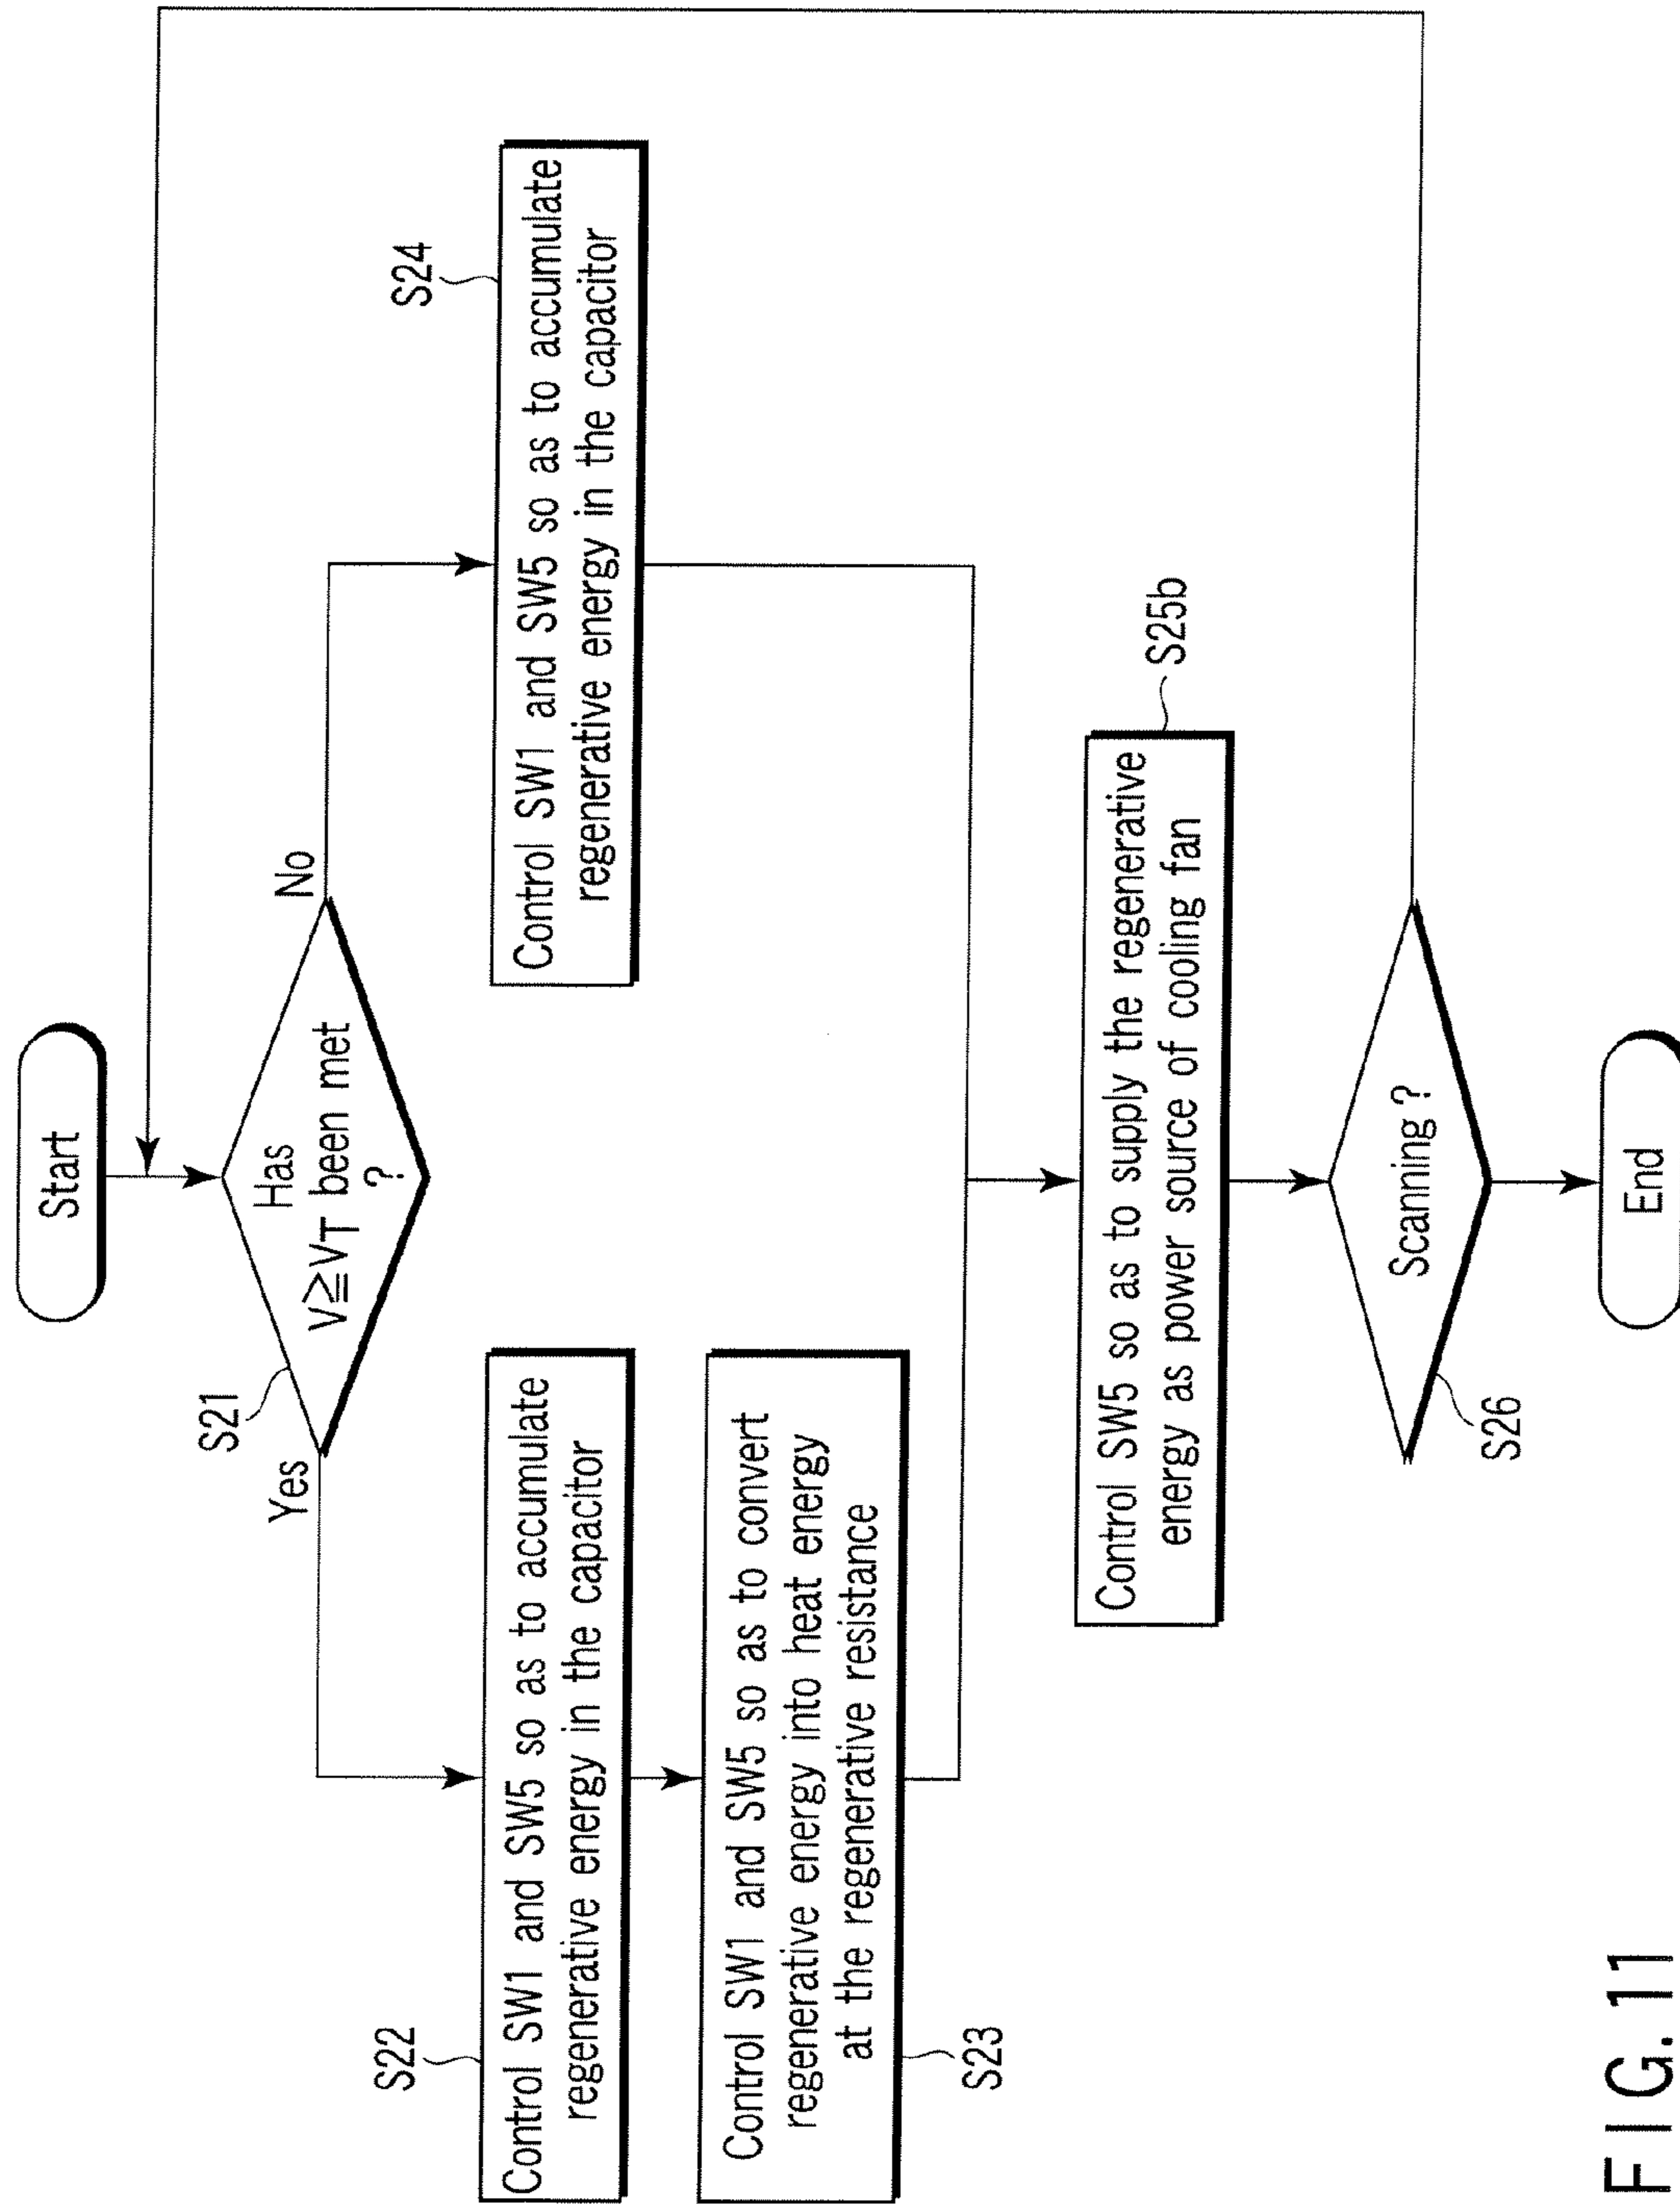 Start
S21
Has
V≧VT been met
?
Yes
No
S22
Control SW1 and SW5 so as to accumulate
regenerative energy in the capacitor
S24
Control SW1 and SW5 so as to accumulate
regenerative energy in the capacitor
Control SW1 and SW5 so as to convert
regenerative energy into heat energy
at the regenerative resistance
S23
S25b
Control SW5 so as to supply the regenerative
energy as power source of cooling fan
Scanning ?
S26
End
FIG. 11